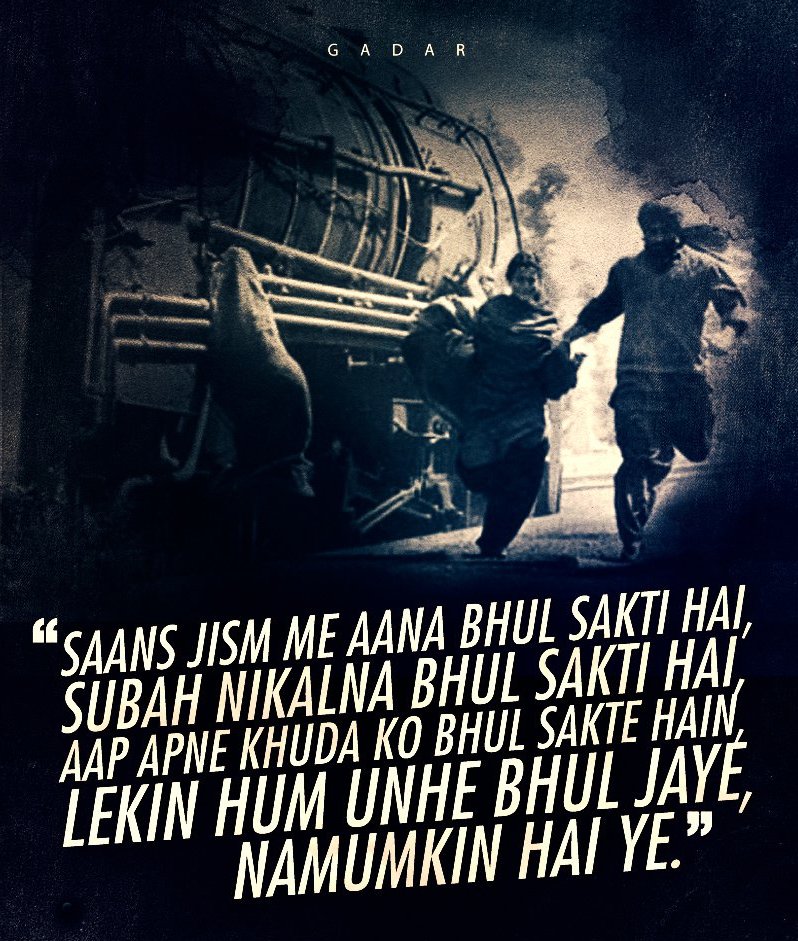 GADAR
“SAANS JISM ME AANA BHUL SAKTI HAI,
SUBAH NIKALNA BHUL SAKTI HAI,
AAP APNE KHUDA KO BHUL SAKTE HAIN,
LEKIN HUM UNHE BHUL JAYE,
NAMUMKIN HAI YE.”